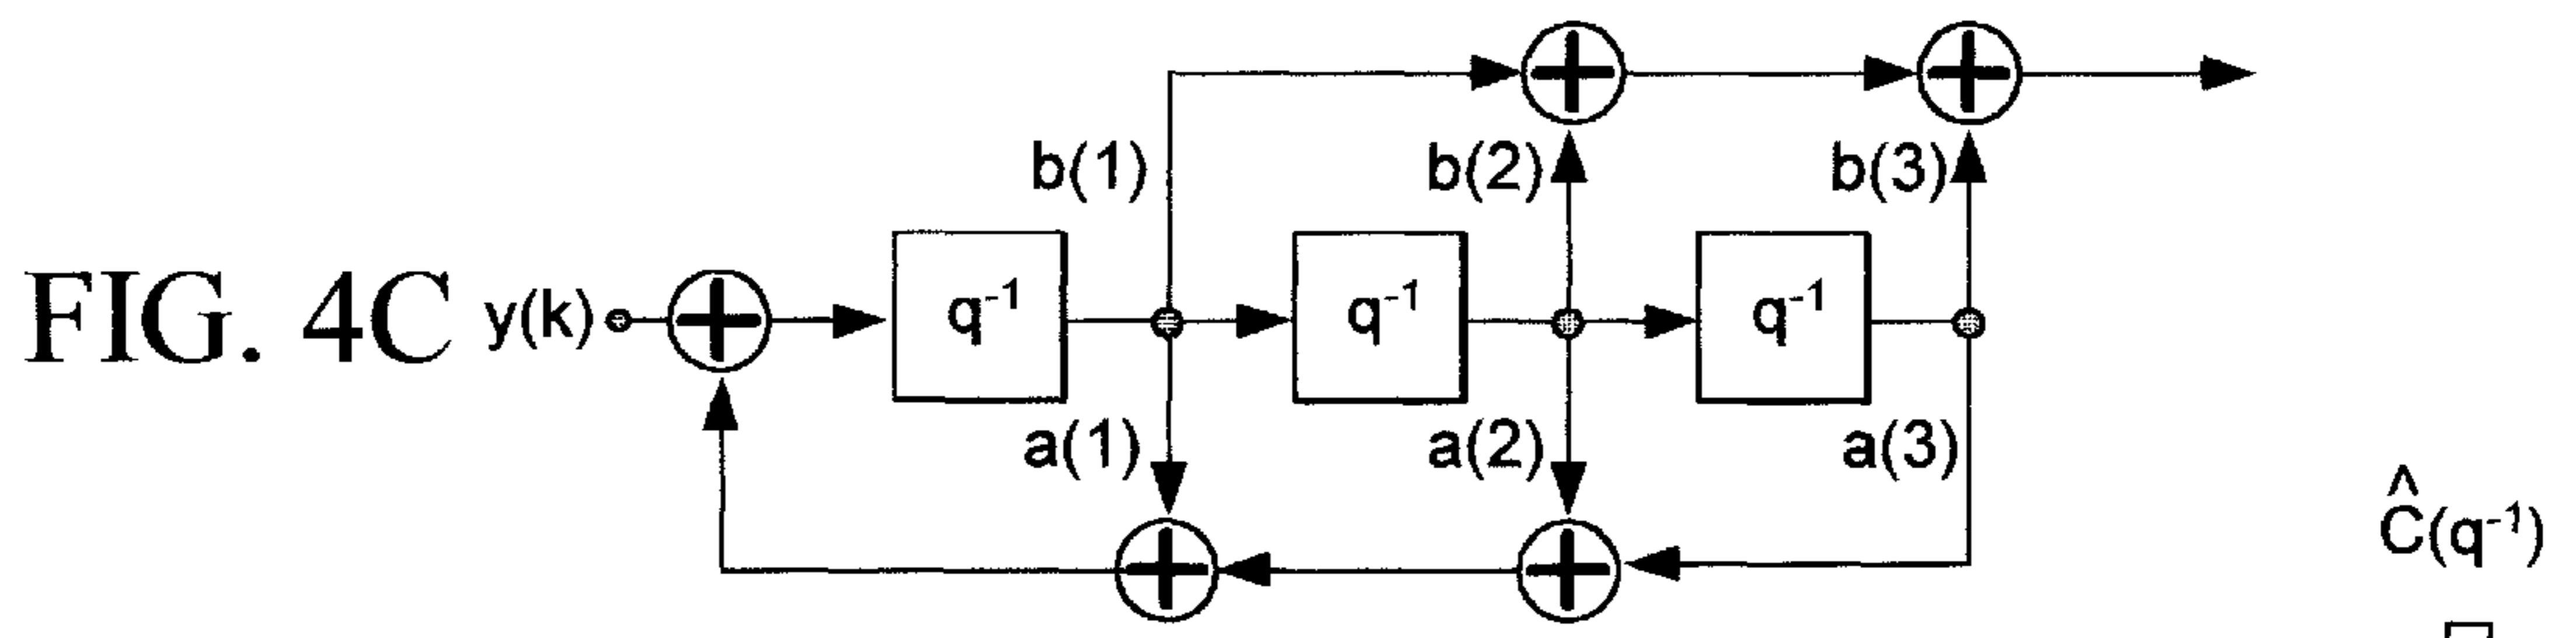 FIG. 4C
y(k)
b(1)
b(2)
b(3)
q⁻¹
q⁻¹
q⁻¹
a(1)
a(2)
a(3)
Ĉ(q⁻¹)